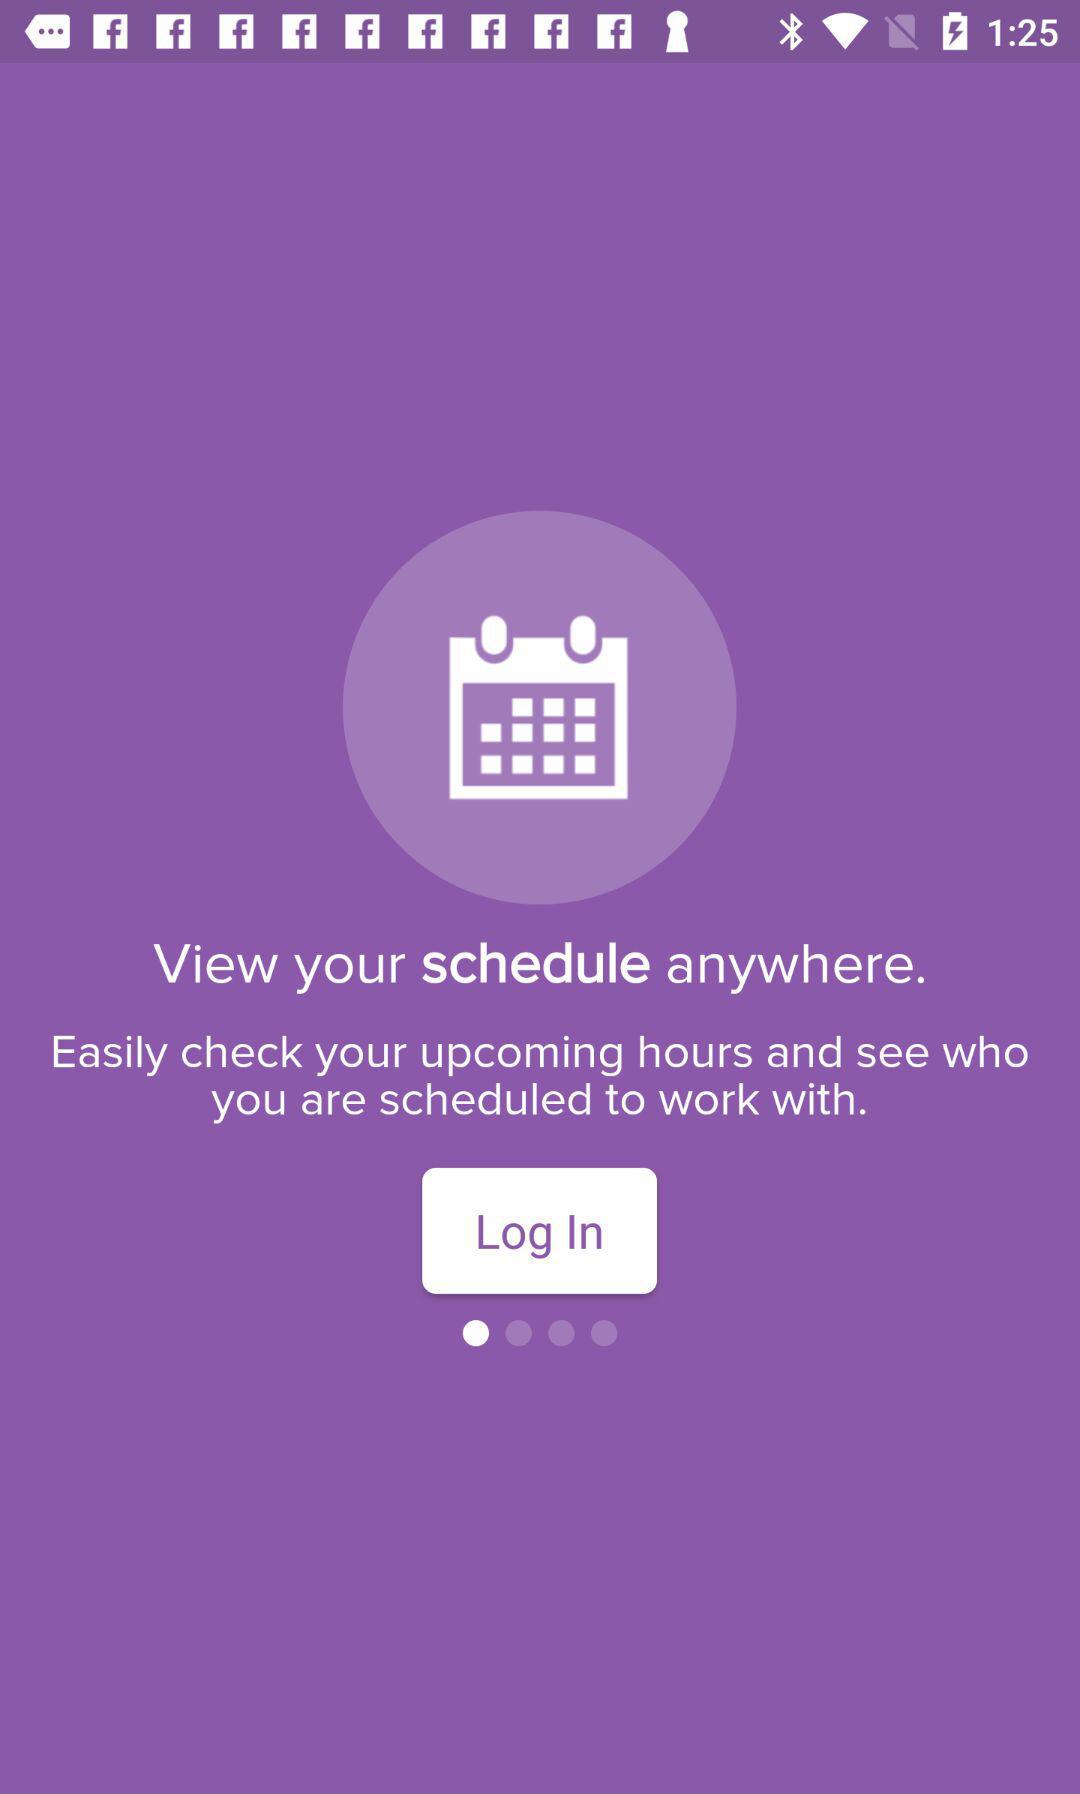 1:25
View your schedule anywhere.
Easily check your upcoming hours and see who
you are scheduled to work with.
Log In